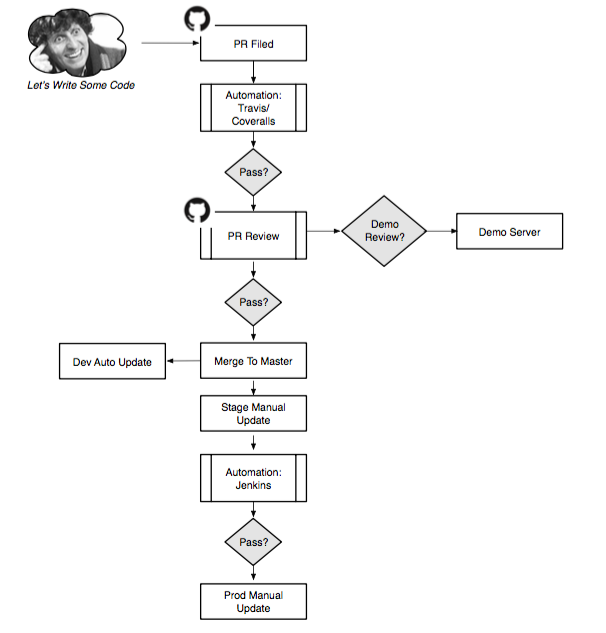 PR Filed
Let's Write Some Code
Automation:
Travis/
Coveralls
Pass?
PR Review
Demo
Review?
Demo Server
Pass?
Dev Auto Update
Merge To Master
Stage Manual
Update
Automation:
Jenkins
Pass?
Prod Manual
Update